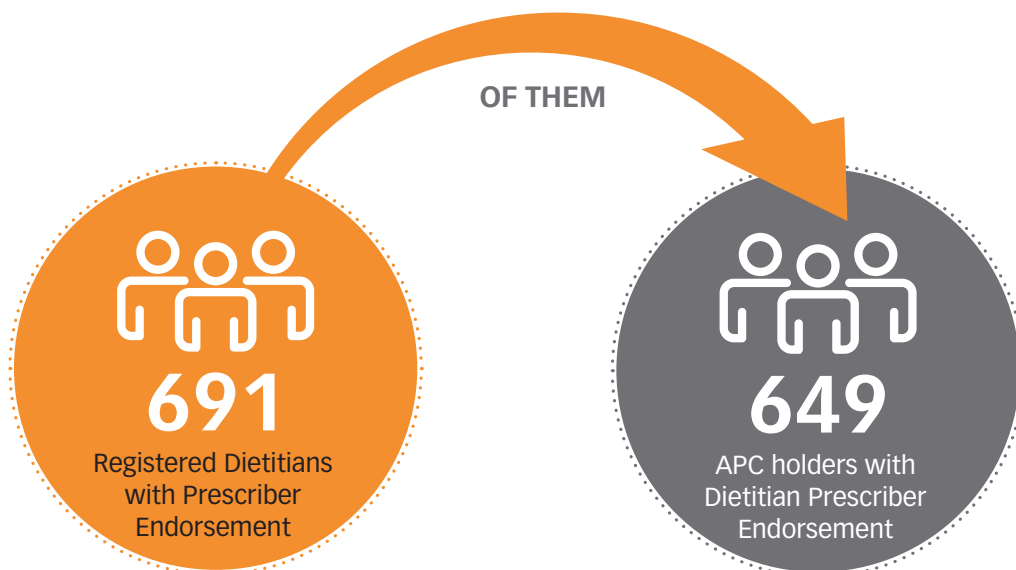 OF THEM
691
Registered Dietitians
with Prescriber
Endorsement
649
APC holders with
Dietitian Prescriber
Endorsement